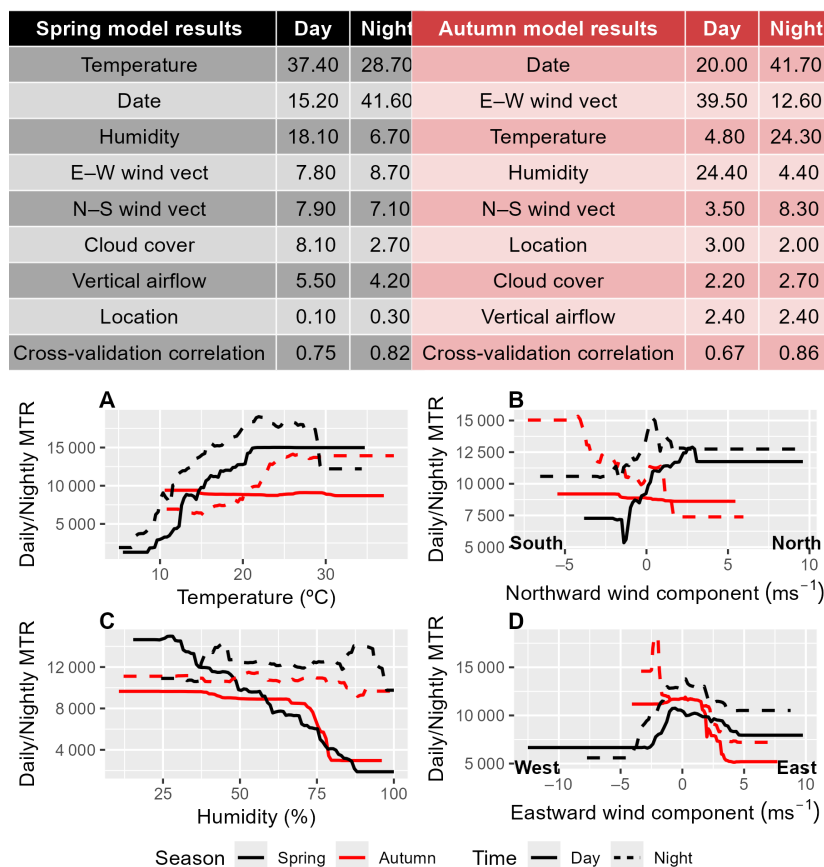 Spring model results Day Night Autumn model results Day Night
Temperature 37.40 28.70 Date 20.00 41.70
Date 15.20 41.60 E–W wind vect 39.50 12.60
Humidity 18.10 6.70 Temperature 4.80 24.30
E–W wind vect 7.80 8.70 Humidity 24.40 4.40
N–S wind vect 7.90 7.10 N–S wind vect 3.50 8.30
Cloud cover 8.10 2.70 Location 3.00 2.00
Vertical airflow 5.50 4.20 Cloud cover 2.20 2.70
Location 0.10 0.30 Vertical airflow 2.40 2.40
Cross-validation correlation 0.75 0.82 Cross-validation correlation 0.67 0.86
A
Daily/Nightly MTR
15 000
10 000
5 000
10 20 30
Temperature (ºC)
B
Daily/Nightly MTR
15 000
12 500
10 000
7 500
5 000
South North
−5 0 5 10
Northward wind component (ms⁻¹)
C
Daily/Nightly MTR
12 000
8 000
4 000
25 50 75 100
Humidity (%)
D
Daily/Nightly MTR
20 000
15 000
10 000
5 000
West East
−10 −5 0 5
Eastward wind component (ms⁻¹)
Season Spring Autumn Time Day Night